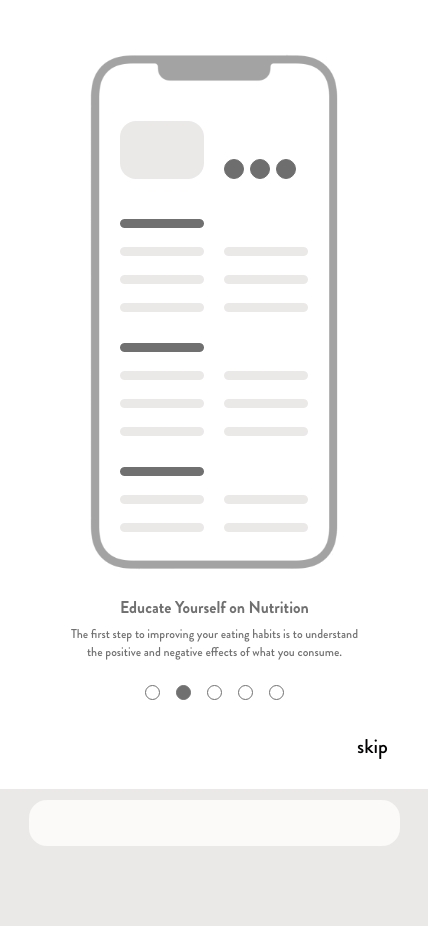 Educate Yourself on Nutrition
The first step to improving your eating habits is to understand
the positive and negative effects of what you consume.
skip